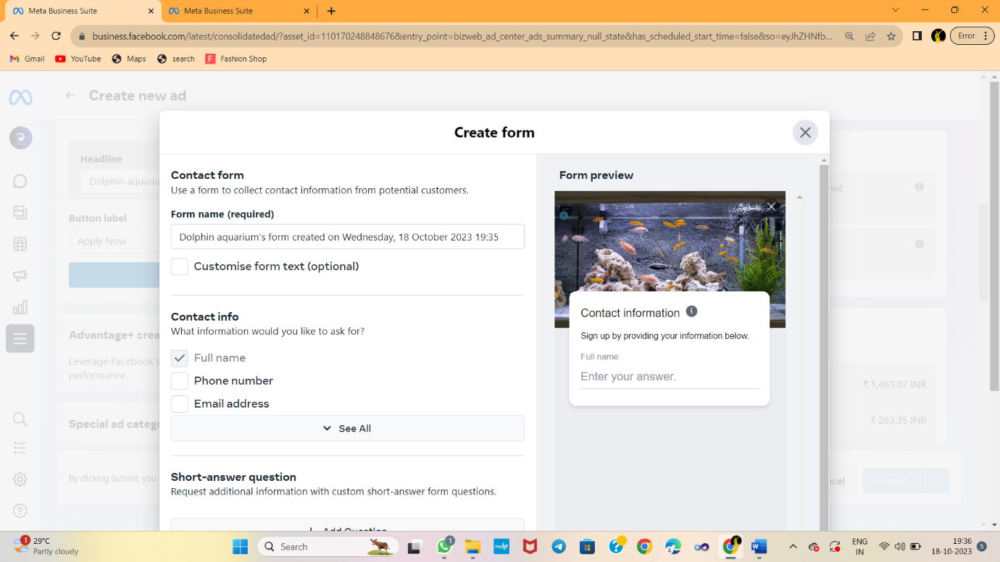 Meta Business Suite
Meta Business Suite
business.facebook.com/latest/consolidatedad/?asset_id=110170248848676&entry_point=bizweb_ad_center_ads_summary_null_state&has_scheduled_start_time=false&so=eyJhZHNfb...
Error
Gmail
YouTube
Maps
search
Fashion Shop
Create new ad
Create form
Headline
Dolphin aquariu
Button label
Apply Now
Advantage+ crea
Leverage Facebook's
performance.
Special ad catego
By clicking Submit, you
Contact form
Use a form to collect contact information from potential customers.
Form name (required)
Dolphin aquarium's form created on Wednesday, 18 October 2023 19:35
Customise form text (optional)
Contact info
What information would you like to ask for?
Full name
Phone number
Email address
See All
Short-answer question
Request additional information with custom short-answer form questions.
Add Question
Form preview
Contact information
Sign up by providing your information below.
Full name
Enter your answer.
ned
₹ 1,463.07 INR
₹ 263.35 INR
ncel
Submit
1
29°C
Partly cloudy
Search
1
myhp
ENG
IN
19:36
18-10-2023
5